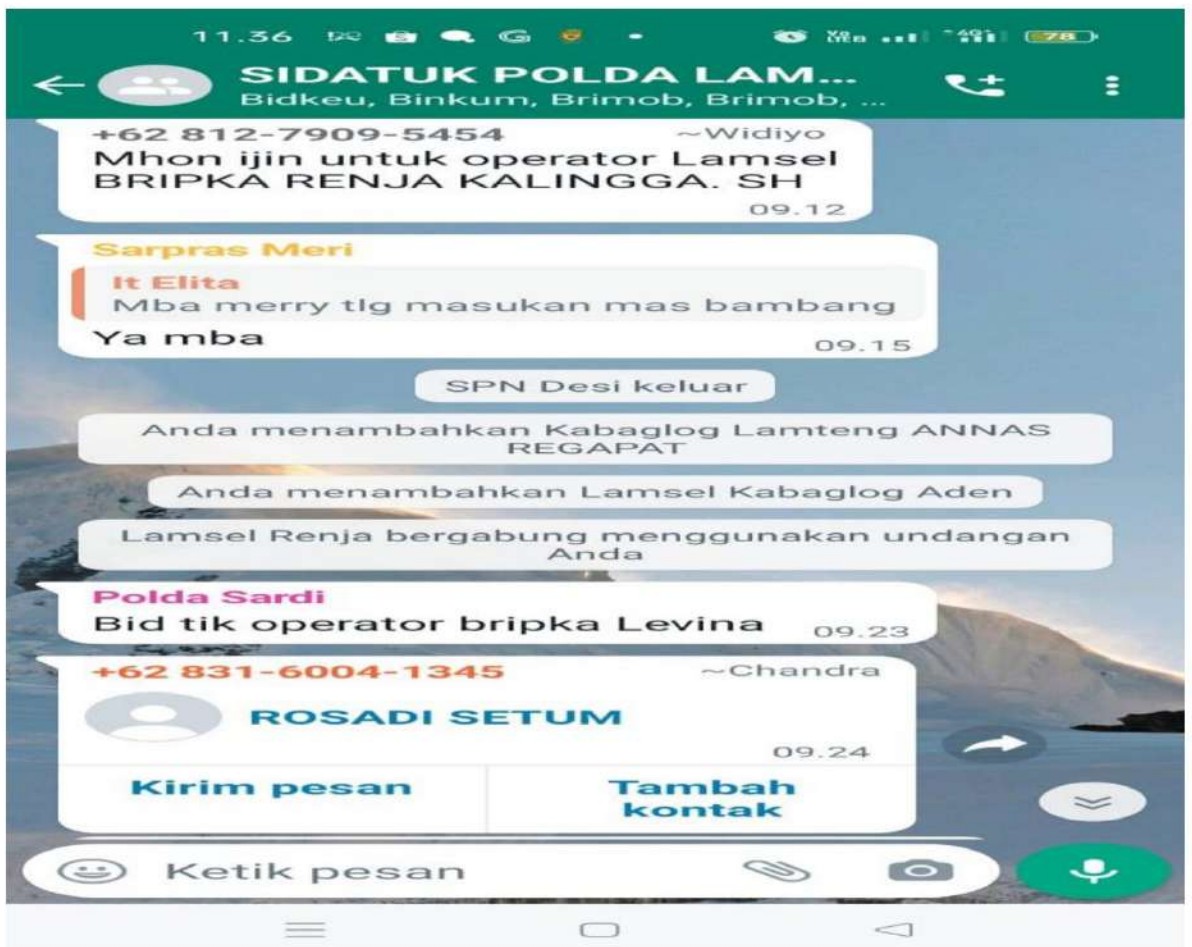 11.36
78
SIDATUK POLDA LAM...
Bidkeu, Binkum, Brimob, Brimob, ...
+62 812-7909-5454 ~Widiyo
Mhon ijin untuk operator Lamsel
BRIPKA RENJA KALINGGA. SH
09.12
Sarpras Meri
It Elita
Mba merry tlg masukan mas bambang
Ya mba 09.15
SPN Desi keluar
Anda menambahkan Kabaglog Lamteng ANNAS
REGAPAT
Anda menambahkan Lamsel Kabaglog Aden
Lamsel Renja bergabung menggunakan undangan
Anda
Polda Sardi
Bid tik operator bripka Levina 09.23
+62 831-6004-1345 ~Chandra
ROSADI SETUM
09.24
Kirim pesan Tambah
kontak
Ketik pesan